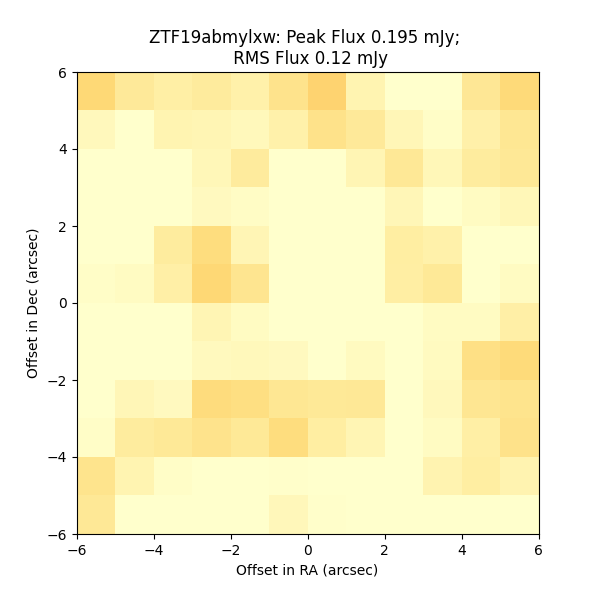 ZTF19abmylxw: Peak Flux 0.195 mJy;
RMS Flux 0.12 mJy
6
4
2
0
−2
−4
−6
Offset in Dec (arcsec)
−6 −4 −2 0 2 4 6
Offset in RA (arcsec)